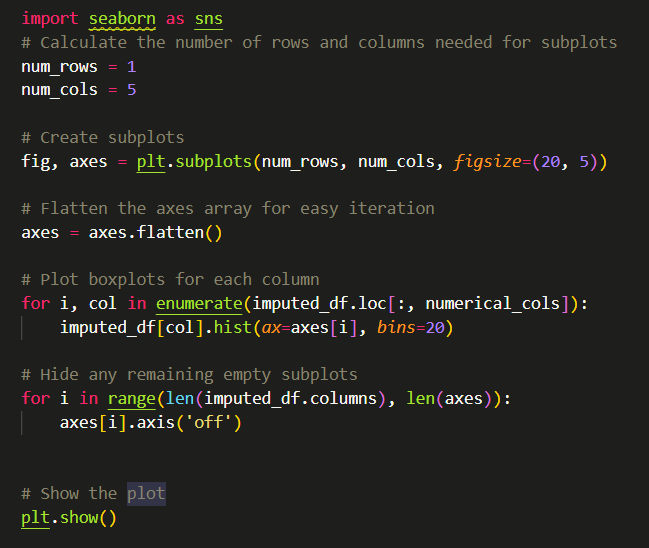 import seaborn as sns
# Calculate the number of rows and columns needed for subplots
num_rows = 1
num_cols = 5
# Create subplots
fig, axes = plt.subplots(num_rows, num_cols, figsize=(20, 5))
# Flatten the axes array for easy iteration
axes = axes.flatten()
# Plot boxplots for each column
for i, col in enumerate(imputed_df.loc[:, numerical_cols]):
    imputed_df[col].hist(ax=axes[i], bins=20)
# Hide any remaining empty subplots
for i in range(len(imputed_df.columns), len(axes)):
    axes[i].axis('off')
# Show the plot
plt.show()